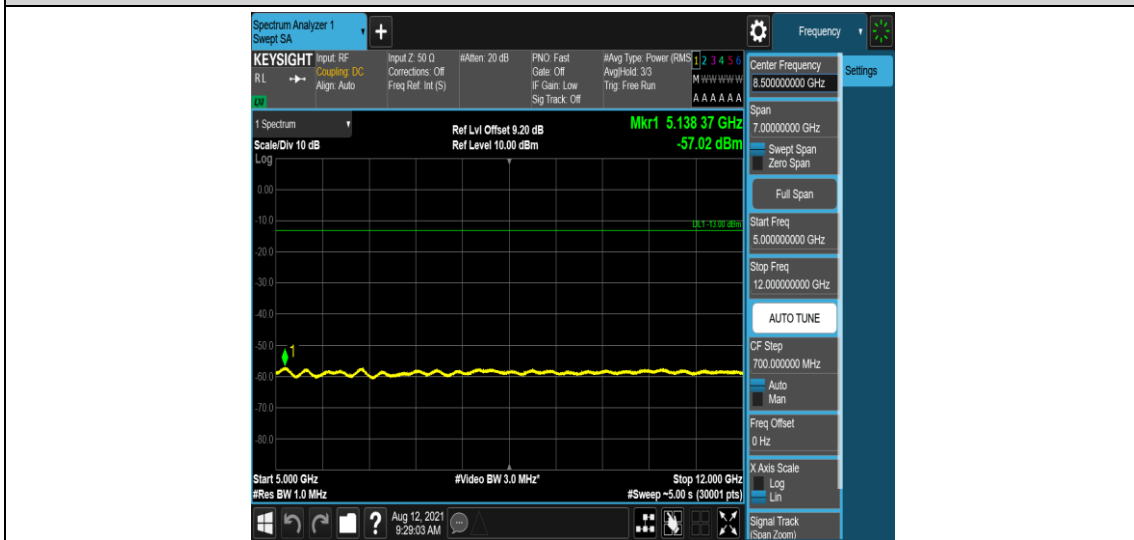 Spectrum Analyzer 1
Swept SA
+
Frequency
KEYSIGHT
RL
Input: RF
Coupling: DC
Align: Auto
Input Z: 50 Ω
Corrections: Off
Freq Ref: Int (S)
#Atten: 20 dB
PNO: Fast
Gate: Off
IF Gain: Low
Sig Track: Off
#Avg Type: Power (RMS
Avg|Hold: 3/3
Trig: Free Run
1 2 3 4 5 6
M W W W W W
A A A A A A
1 Spectrum
Scale/Div 10 dB
Ref Lvl Offset 9.20 dB
Ref Level 10.00 dBm
Mkr1 5.138 37 GHz
-57.02 dBm
Log
0.00
-10.0
DL1 -13.00 dBm
-20.0
-30.0
-40.0
-50.0
1
-60.0
-70.0
-80.0
Start 5.000 GHz
#Video BW 3.0 MHz*
Stop 12.000 GHz
#Res BW 1.0 MHz
#Sweep ~5.00 s (30001 pts)
Aug 12, 2021
9:29:03 AM
?
Center Frequency
8.500000000 GHz
Settings
Span
7.00000000 GHz
Swept Span
Zero Span
Full Span
Start Freq
5.000000000 GHz
Stop Freq
12.000000000 GHz
AUTO TUNE
CF Step
700.000000 MHz
Auto
Man
Freq Offset
0 Hz
X Axis Scale
Log
Lin
Signal Track
(Span Zoom)